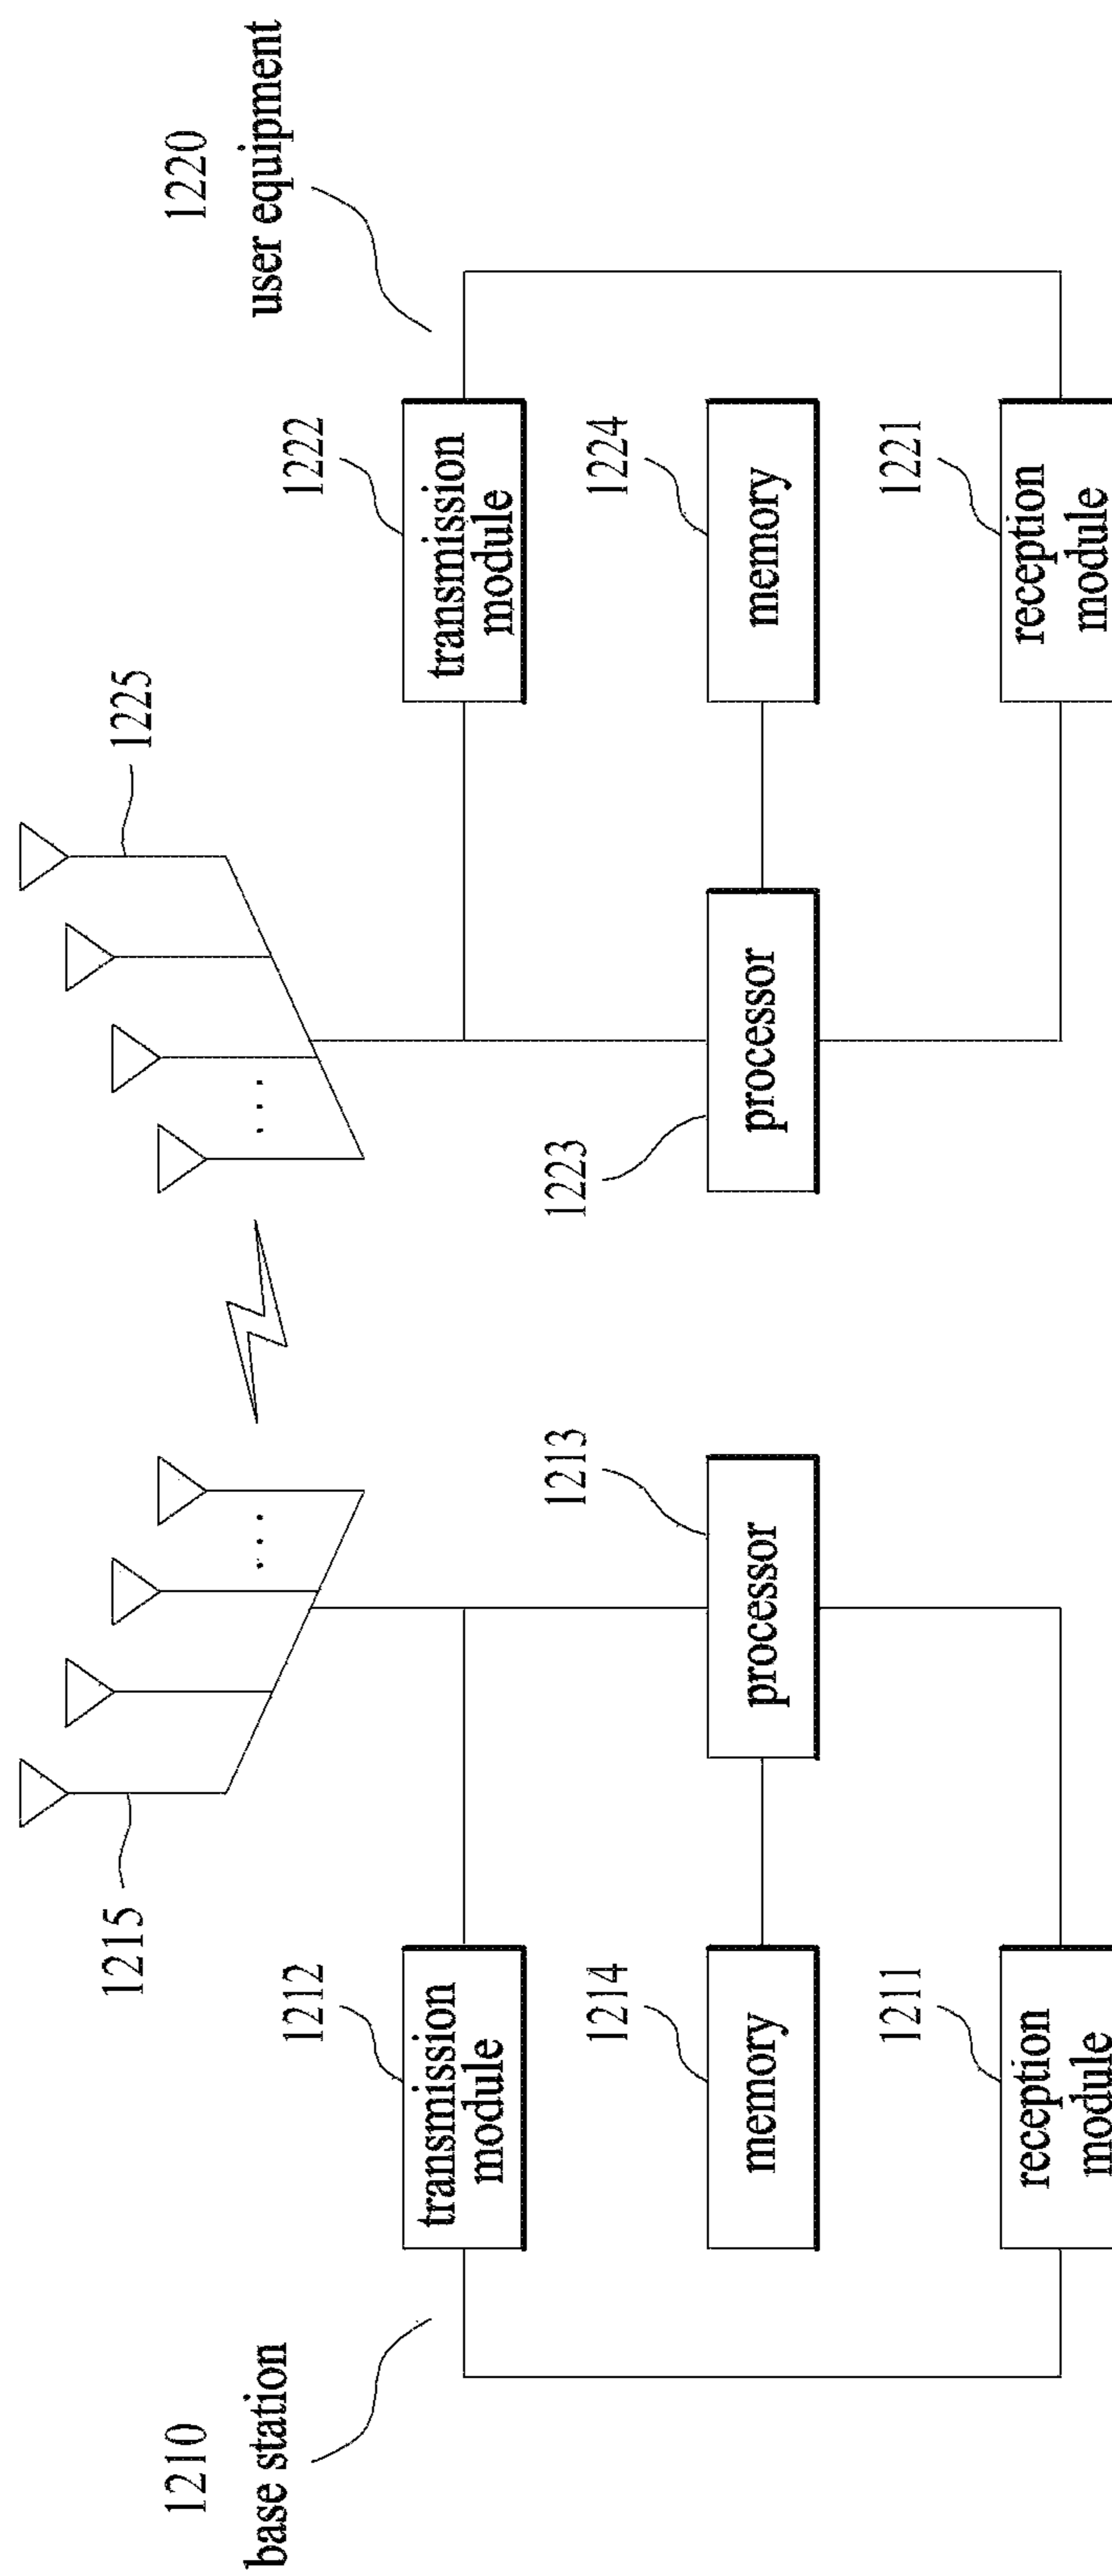 1210
base station
1215
1212
transmission
module
1214
memory
1213
processor
1211
reception
module
. . .
1220
user equipment
1225
. . .
1222
transmission
module
1223
processor
1224
memory
1221
reception
module